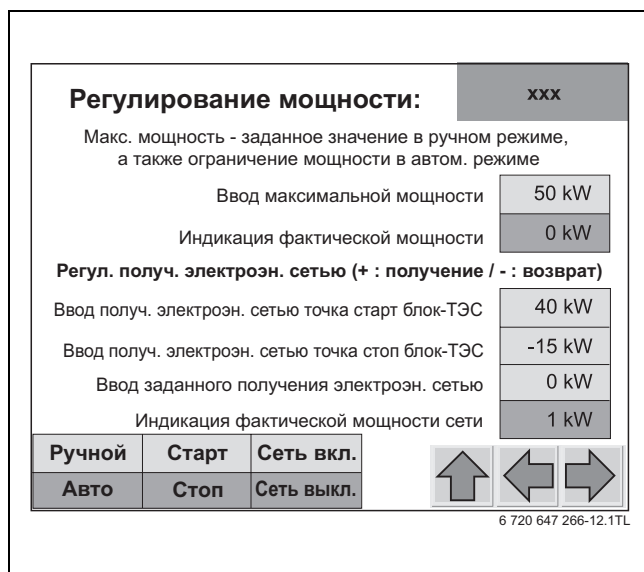 Регулирование мощности:
xxx
Макс. мощность - заданное значение в ручном режиме,
а также ограничение мощности в автом. режиме
Ввод максимальной мощности 50 kW
Индикация фактической мощности 0 kW
Регул. получ. электроэн. сетью (+ : получение / - : возврат)
Ввод получ. электроэн. сетью точка старт блок-ТЭС 40 kW
Ввод получ. электроэн. сетью точка стоп блок-ТЭС -15 kW
Ввод заданного получения электроэн. сетью 0 kW
Индикация фактической мощности сети 1 kW
Ручной Старт Сеть вкл.
Авто Стоп Сеть выкл.
6 720 647 266-12.1TL